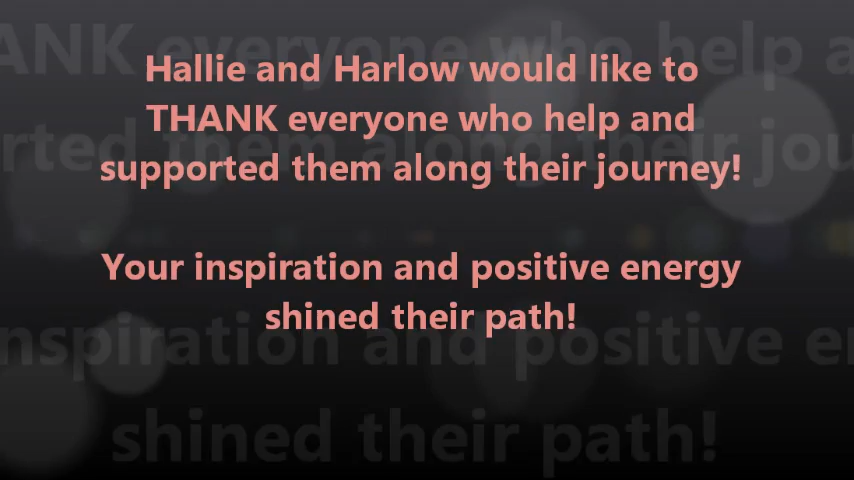 Hallie and Harlow would like to
THANK everyone who help and
supported them along their journey!
Your inspiration and positive energy
shined their path!